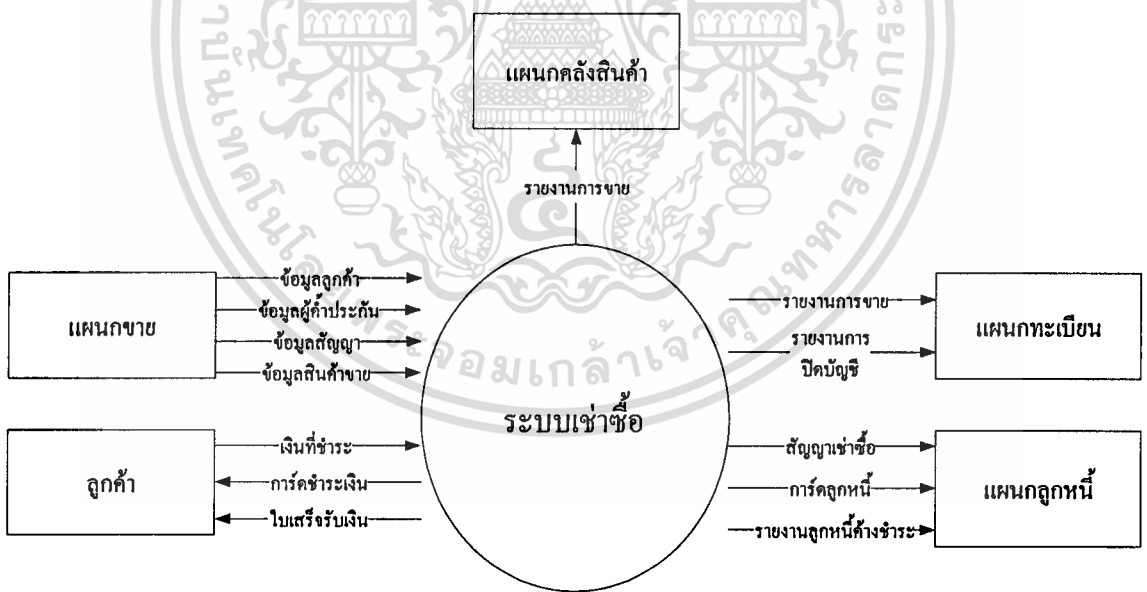 แผนกคลังสินค้า
รายงานการขาย
แผนกขาย
ข้อมูลลูกค้า
ข้อมูลผู้ค้ำประกัน
ข้อมูลสัญญา
ข้อมูลสินค้าขาย
ระบบเช่าซื้อ
รายงานการขาย
รายงานการ
ปิดบัญชี
แผนกทะเบียน
ลูกค้า
เงินที่ชำระ
การ์ดชำระเงิน
ใบเสร็จรับเงิน
สัญญาเช่าซื้อ
การ์ดลูกหนี้
รายงานลูกหนี้ค้างชำระ
แผนกลูกหนี้